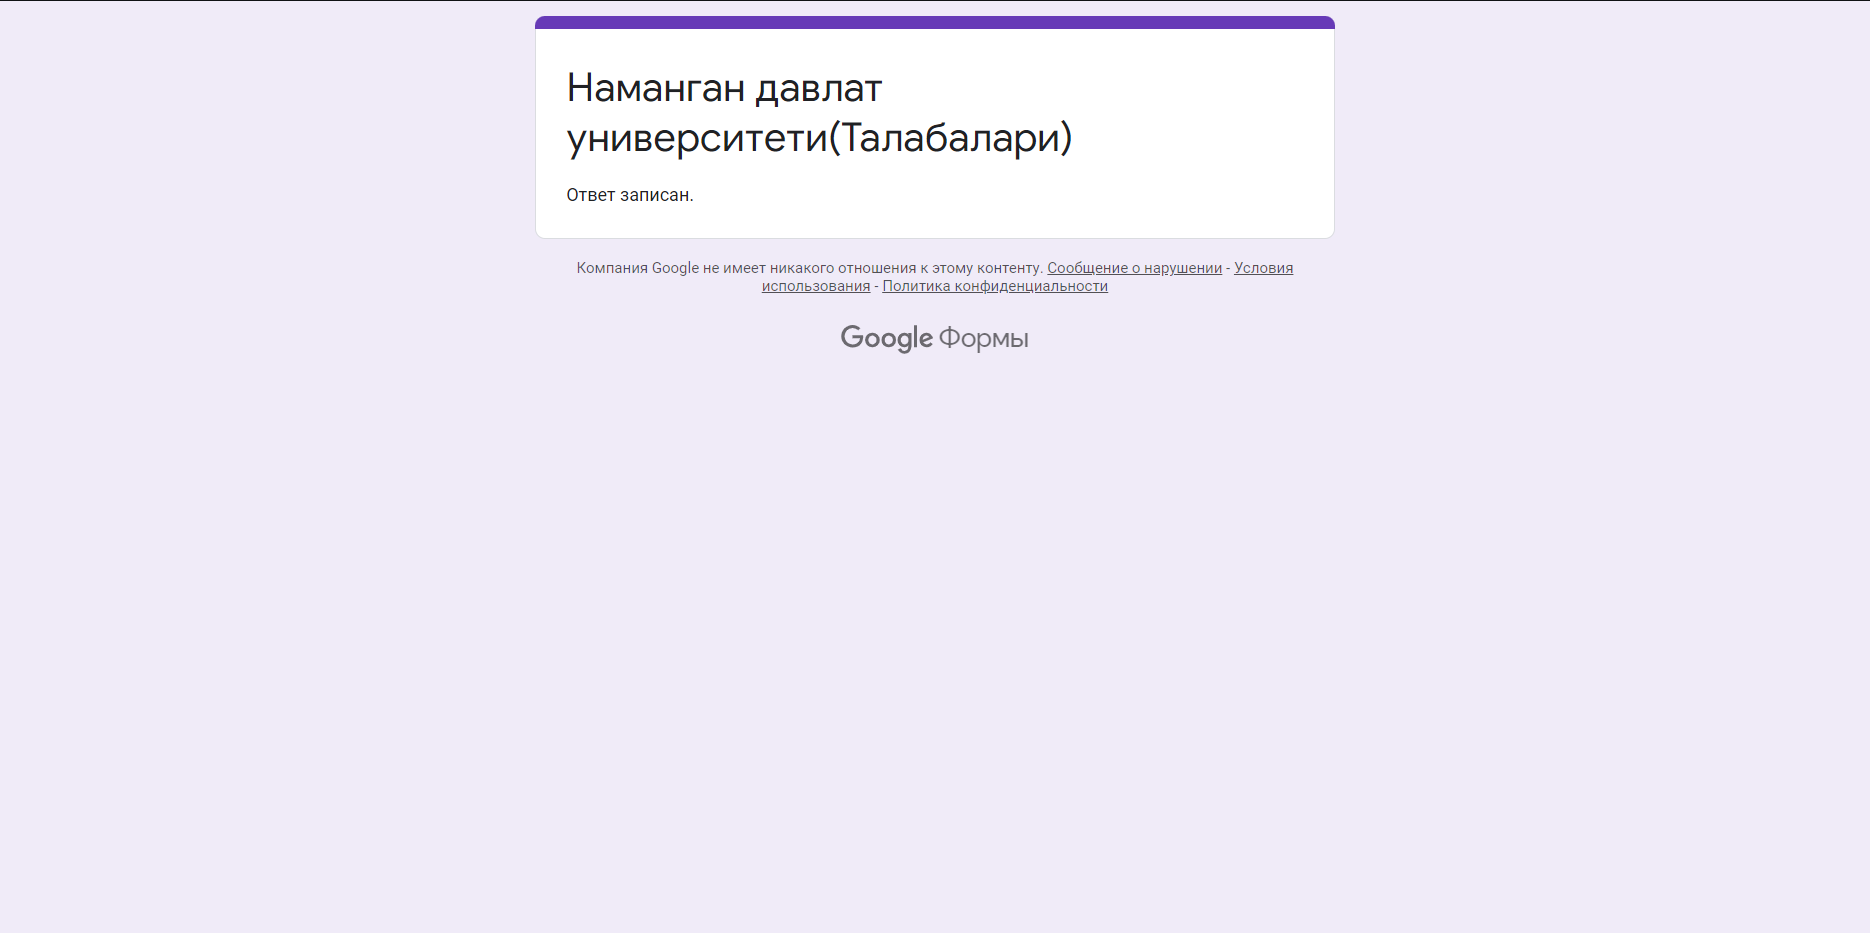 Наманган давлат
университети(Талабалари)
Ответ записан.
Компания Google не имеет никакого отношения к этому контенту. Сообщение о нарушении - Условия
использования - Политика конфиденциальности
Google Формы